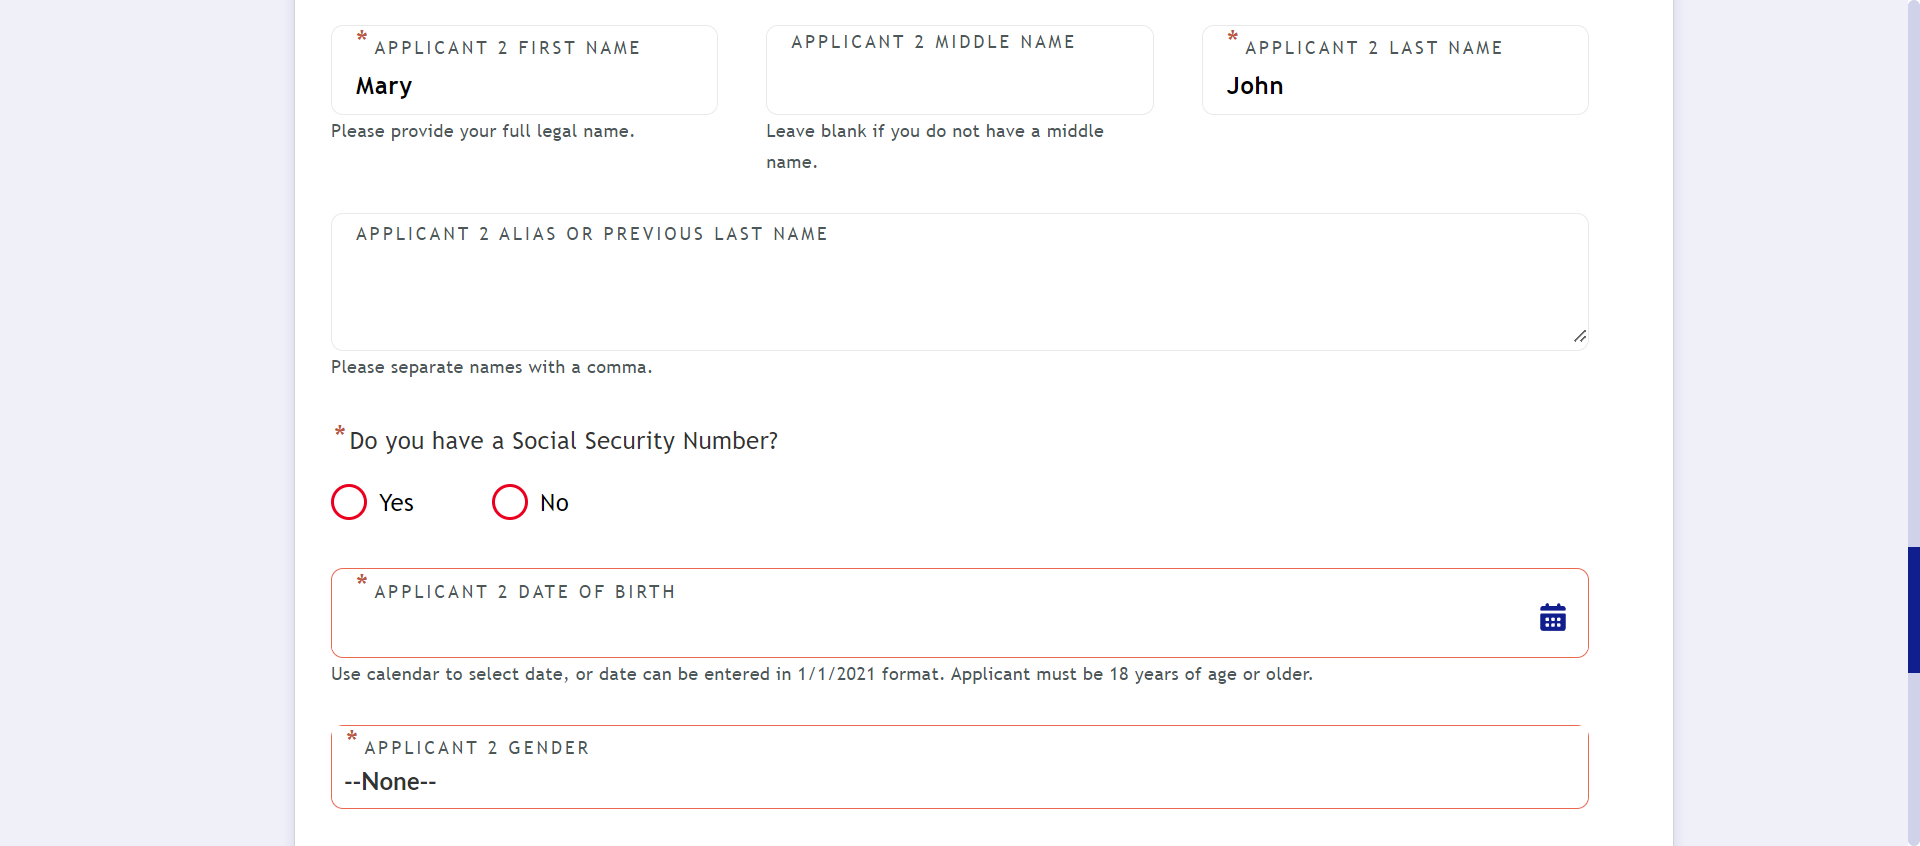 * APPLICANT 2 FIRST NAME
Mary
Please provide your full legal name.
APPLICANT 2 MIDDLE NAME
Leave blank if you do not have a middle
name.
* APPLICANT 2 LAST NAME
John
APPLICANT 2 ALIAS OR PREVIOUS LAST NAME
Please separate names with a comma.
*Do you have a Social Security Number?
Yes No
* APPLICANT 2 DATE OF BIRTH
Use calendar to select date, or date can be entered in 1/1/2021 format. Applicant must be 18 years of age or older.
* APPLICANT 2 GENDER
--None--